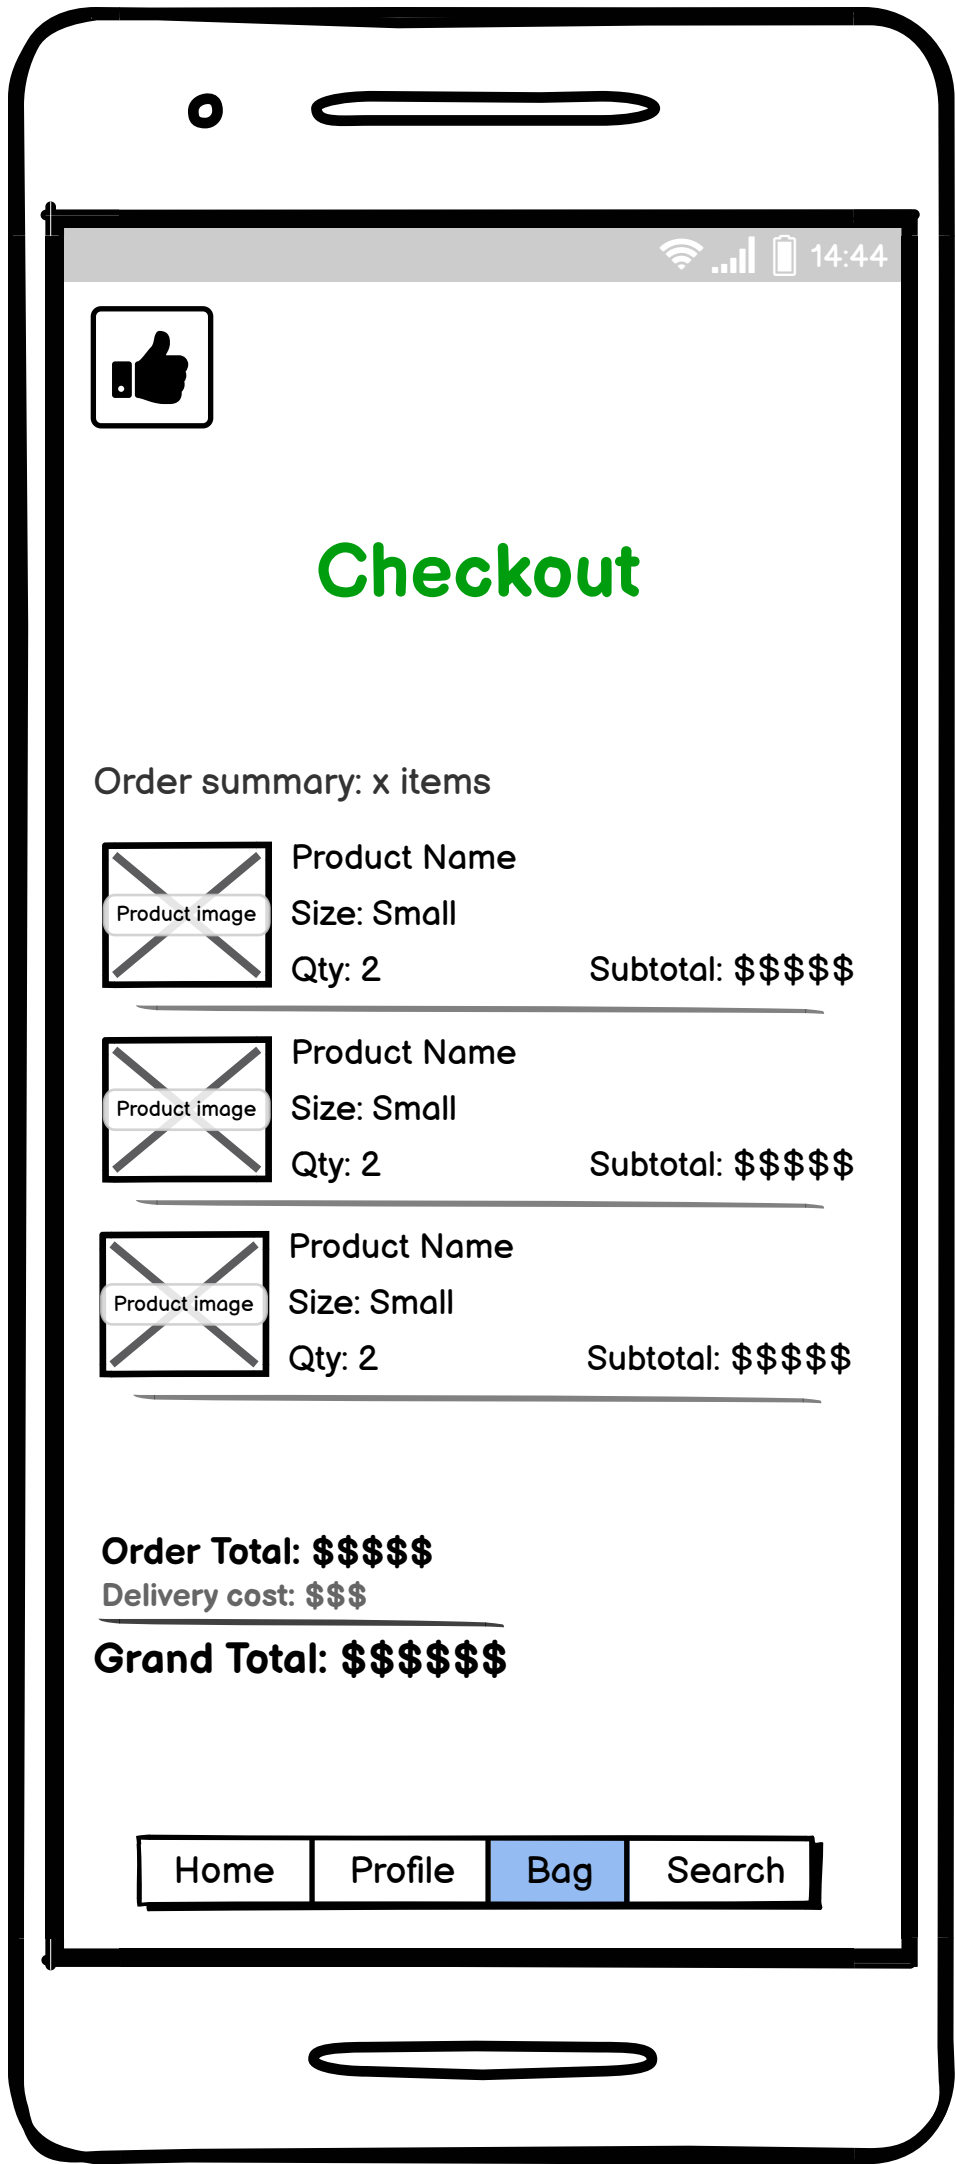 14:44
Checkout
Order summary: x items
Product image
Product Name
Size: Small
Qty: 2
Subtotal: $$$$$
Product image
Product Name
Size: Small
Qty: 2
Subtotal: $$$$$
Product image
Product Name
Size: Small
Qty: 2
Subtotal: $$$$$
Order Total: $$$$$
Delivery cost: $$$
Grand Total: $$$$$$
Home
Profile
Bag
Search